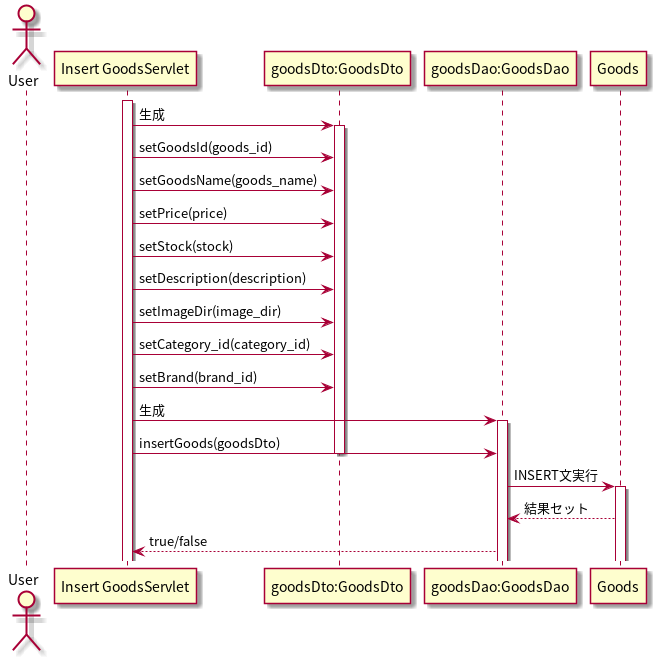 User
Insert GoodsServlet
goodsDto:GoodsDto
goodsDao:GoodsDao
Goods
生成
setGoodsId(goods_id)
setGoodsName(goods_name)
setPrice(price)
setStock(stock)
setDescription(description)
setImageDir(image_dir)
setCategory_id(category_id)
setBrand(brand_id)
生成
insertGoods(goodsDto)
INSERT文実行
結果セット
true/false
User
Insert GoodsServlet
goodsDto:GoodsDto
goodsDao:GoodsDao
Goods